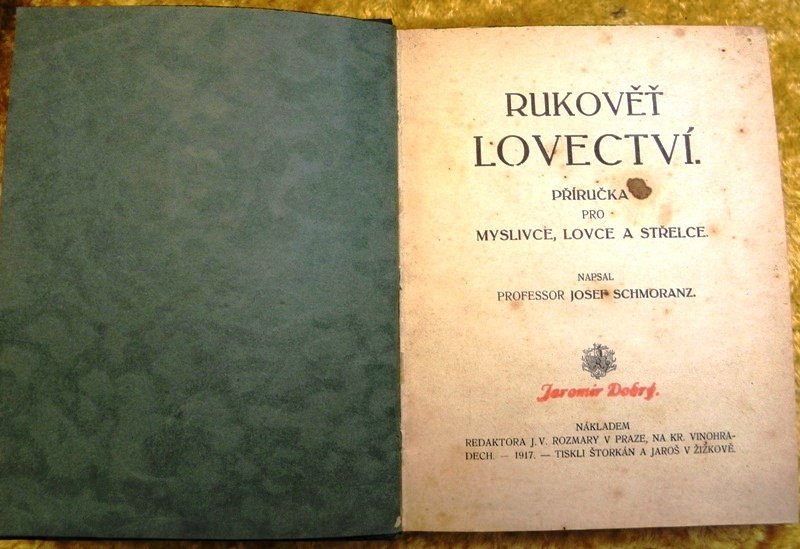 RUKOVĚŤ
LOVECTVÍ.
PŘÍRUČKA
PRO
MYSLIVCE, LOVCE A STŘELCE.
NAPSAL
PROFESSOR JOSEF SCHMORANZ.
Jaromír Dobrý.
NÁKLADEM
REDAKTORA J. V. ROZMARY V PRAZE, NA KR. VINOHRA-
DECH. — 1917. — TISKLI ŠTORKÁN A JAROŠ V ŽIŽKOVĚ.